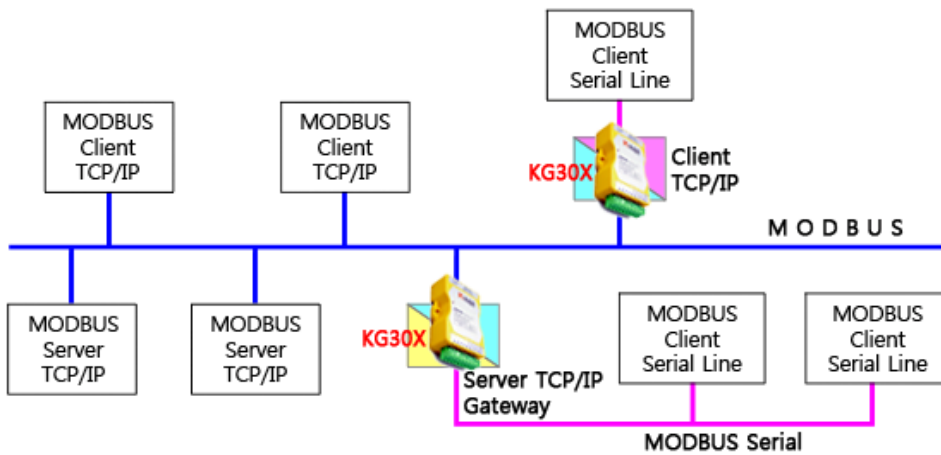 MODBUS
Client
Serial Line
MODBUS
Client
TCP/IP
MODBUS
Client
TCP/IP
KG30X
Client
TCP/IP
M O D B U S
MODBUS
Server
TCP/IP
MODBUS
Server
TCP/IP
KG30X
Server TCP/IP
Gateway
MODBUS
Client
Serial Line
MODBUS
Client
Serial Line
MODBUS Serial